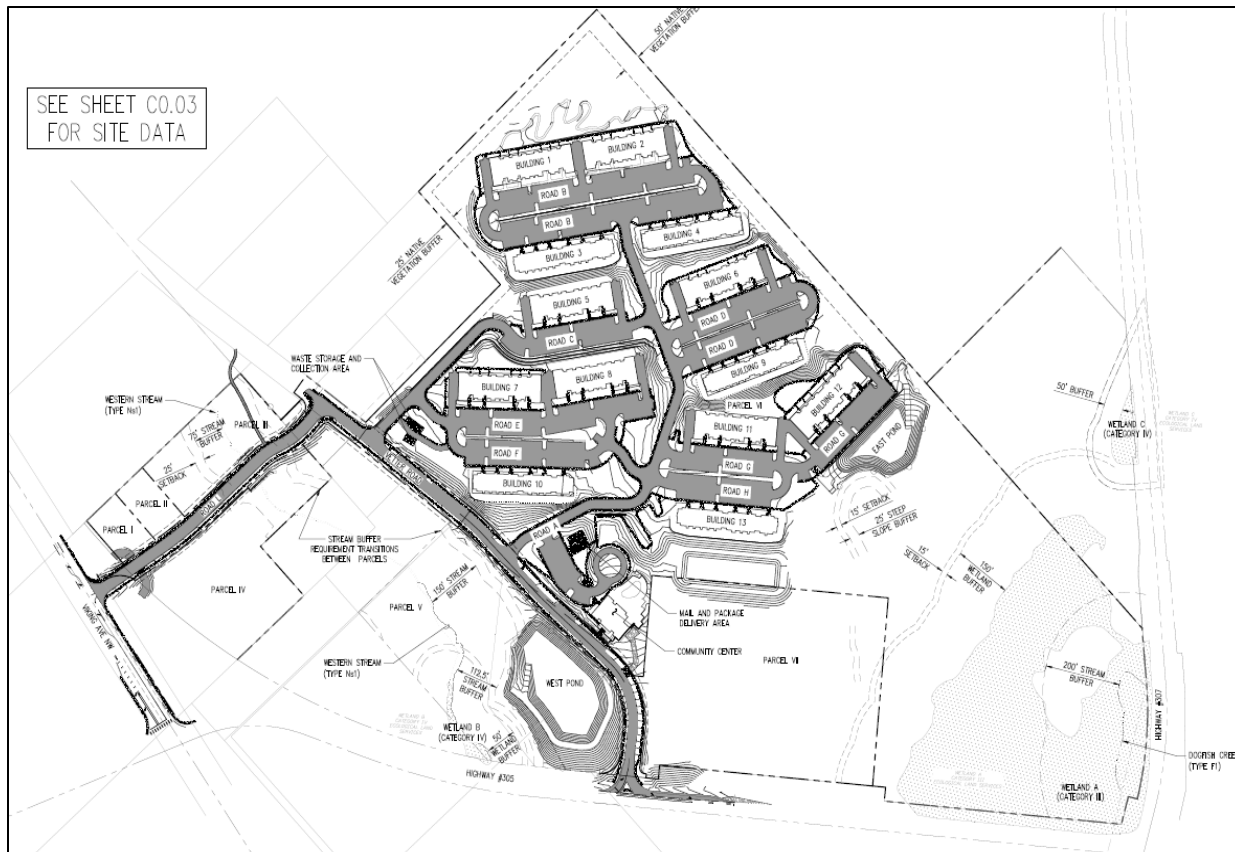 50' NATIVE
VEGETATION BUFFER
SEE SHEET C0.03
FOR SITE DATA
BUILDING 1
BUILDING 2
ROAD B
ROAD B
BUILDING 3
BUILDING 4
25' NATIVE
VEGETATION BUFFER
BUILDING 5
BUILDING 6
ROAD C
ROAD D
ROAD D
WASTE STORAGE AND
COLLECTION AREA
BUILDING 7
BUILDING 8
BUILDING 9
BUILDING 12
PARCEL VII
ROAD E
ROAD F
BUILDING 11
ROAD G
ROAD G
ROAD H
EAST POND
50' BUFFER
WETLAND C
(CATEGORY IV)
WESTERN STREAM
(TYPE Ns1)
75' STREAM
BUFFER
PARCEL III
25'
SETBACK
PARCEL II
PARCEL I
ROAD I
BUILDING 10
BUILDING 13
15' SETBACK
25' STEEP
SLOPE BUFFER
15'
SETBACK
150'
WETLAND
BUFFER
ROAD A
STREAM BUFFER
REQUIREMENT TRANSITIONS
BETWEEN PARCELS
PARCEL IV
VIKING AVE NW
150' STREAM
BUFFER
PARCEL V
WESTERN STREAM
(TYPE Ns1)
MAIL AND PACKAGE
DELIVERY AREA
COMMUNITY CENTER
PARCEL VII
112.5'
STREAM
BUFFER
WEST POND
WETLAND B
(CATEGORY IV)
50'
WETLAND
BUFFER
HIGHWAY #305
200' STREAM
BUFFER
HIGHWAY #307
DOGFISH CREE
(TYPE F1)
WETLAND A
(CATEGORY III)